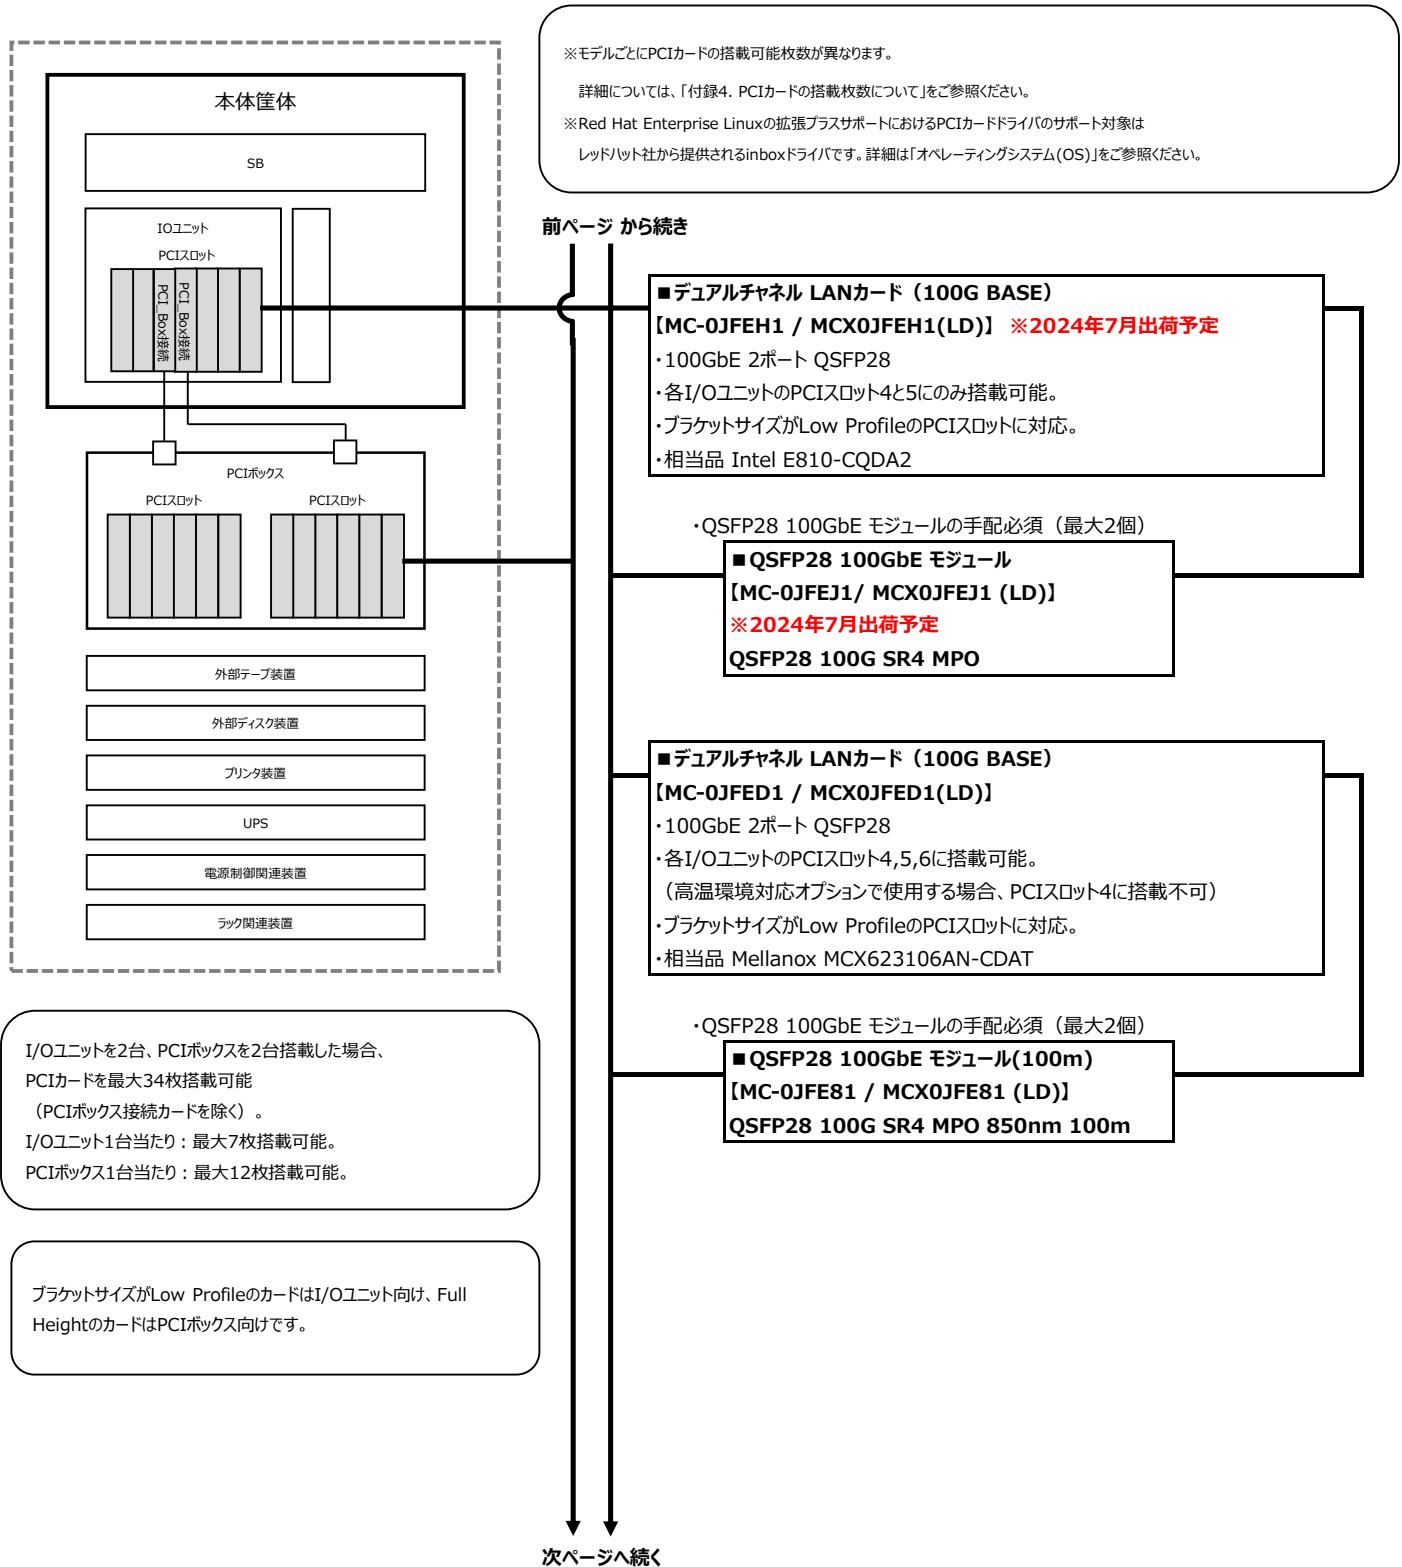 ※モデルごとにPCIカードの搭載可能枚数が異なります。
詳細については、「付録4. PCIカードの搭載枚数について」をご参照ください。
※Red Hat Enterprise Linuxの拡張プラスサポートにおけるPCIカードドライバのサポート対象は
レッドハット社から提供されるinboxドライバです。詳細は「オペレーティングシステム(OS)」をご参照ください。
本体筐体
SB
IOユニット
PCIスロット
PCI_Box接続
PCI_Box接続
PCIボックス
PCIスロット
PCIスロット
外部テープ装置
外部ディスク装置
プリンタ装置
UPS
電源制御関連装置
ラック関連装置
I/Oユニットを2台、PCIボックスを2台搭載した場合、
PCIカードを最大34枚搭載可能
（PCIボックス接続カードを除く）。
I/Oユニット1台当たり：最大7枚搭載可能。
PCIボックス1台当たり：最大12枚搭載可能。
ブラケットサイズがLow ProfileのカードはI/Oユニット向け、Full
HeightのカードはPCIボックス向けです。
前ページ から続き
■デュアルチャネル LANカード（100G BASE）
【MC-0JFEH1 / MCX0JFEH1(LD)】 ※2024年7月出荷予定
・100GbE 2ポート QSFP28
・各I/OユニットのPCIスロット4と5にのみ搭載可能。
・ブラケットサイズがLow ProfileのPCIスロットに対応。
・相当品 Intel E810-CQDA2
・QSFP28 100GbE モジュールの手配必須（最大2個）
■QSFP28 100GbE モジュール
【MC-0JFEJ1/ MCX0JFEJ1 (LD)】
※2024年7月出荷予定
QSFP28 100G SR4 MPO
■デュアルチャネル LANカード（100G BASE）
【MC-0JFED1 / MCX0JFED1(LD)】
・100GbE 2ポート QSFP28
・各I/OユニットのPCIスロット4,5,6に搭載可能。
（高温環境対応オプションで使用する場合、PCIスロット4に搭載不可）
・ブラケットサイズがLow ProfileのPCIスロットに対応。
・相当品 Mellanox MCX623106AN-CDAT
・QSFP28 100GbE モジュールの手配必須（最大2個）
■QSFP28 100GbE モジュール(100m)
【MC-0JFE81 / MCX0JFE81 (LD)】
QSFP28 100G SR4 MPO 850nm 100m
次ページへ続く